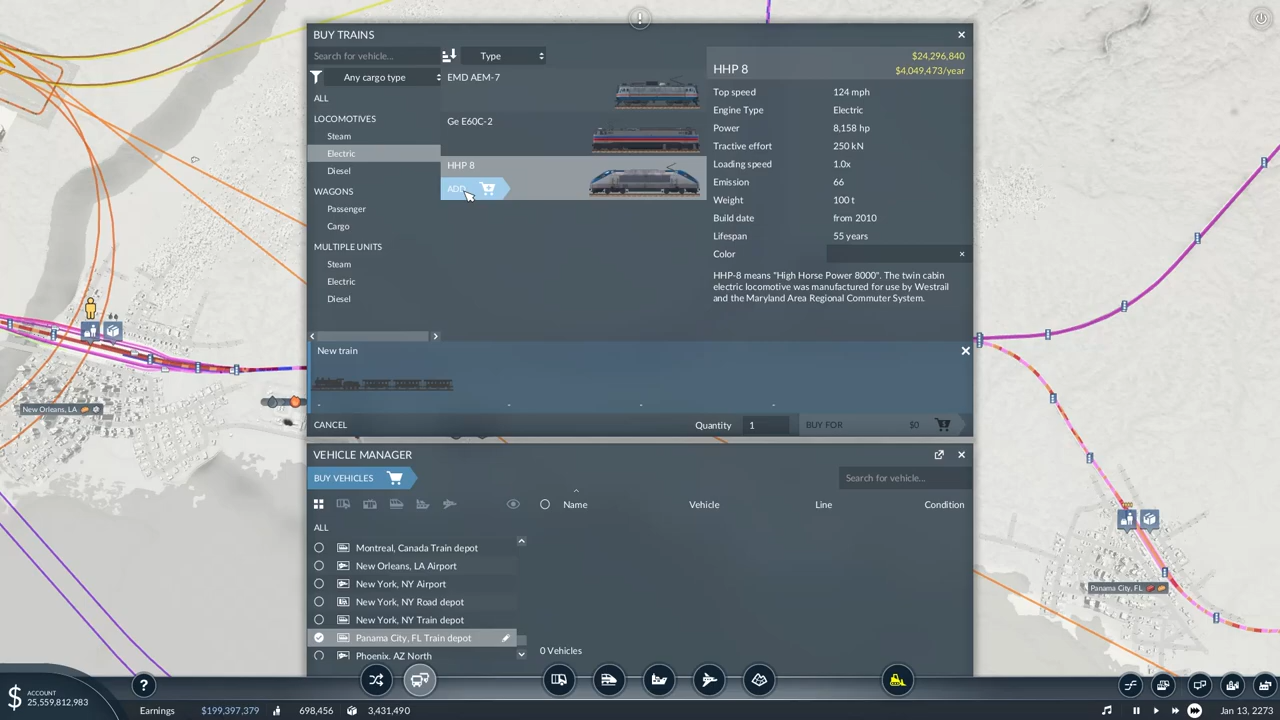 BUY TRAINS
Search for vehicle...
Type
Any cargo type
ALL
LOCOMOTIVES
Steam
Electric
Diesel
WAGONS
Passenger
Cargo
MULTIPLE UNITS
Steam
Electric
Diesel
EMD AEM-7
Ge E60C-2
HHP 8
ADD
$24,296,840
HHP 8
$4,049,473/year
Top speed 124 mph
Engine Type Electric
Power 8,158 hp
Tractive effort 250 kN
Loading speed 1.0x
Emission 66
Weight 100 t
Build date from 2010
Lifespan 55 years
Color
HHP-8 means "High Horse Power 8000". The twin cabin
electric locomotive was manufactured for use by Westrail
and the Maryland Area Regional Commuter System.
New train
- - - -
CANCEL
Quantity 1
BUY FOR $0
VEHICLE MANAGER
BUY VEHICLES
Search for vehicle...
Name Vehicle Line Condition
ALL
Montreal, Canada Train depot
New Orleans, LA Airport
New York, NY Airport
New York, NY Road depot
New York, NY Train depot
Panama City, FL Train depot
Phoenix, AZ North
0 Vehicles
New Orleans, LA
Panama City, FL
ACCOUNT
$ 25,559,812,983
?
Earnings $199,397,379 698,456 3,431,490
Jan 13, 2273